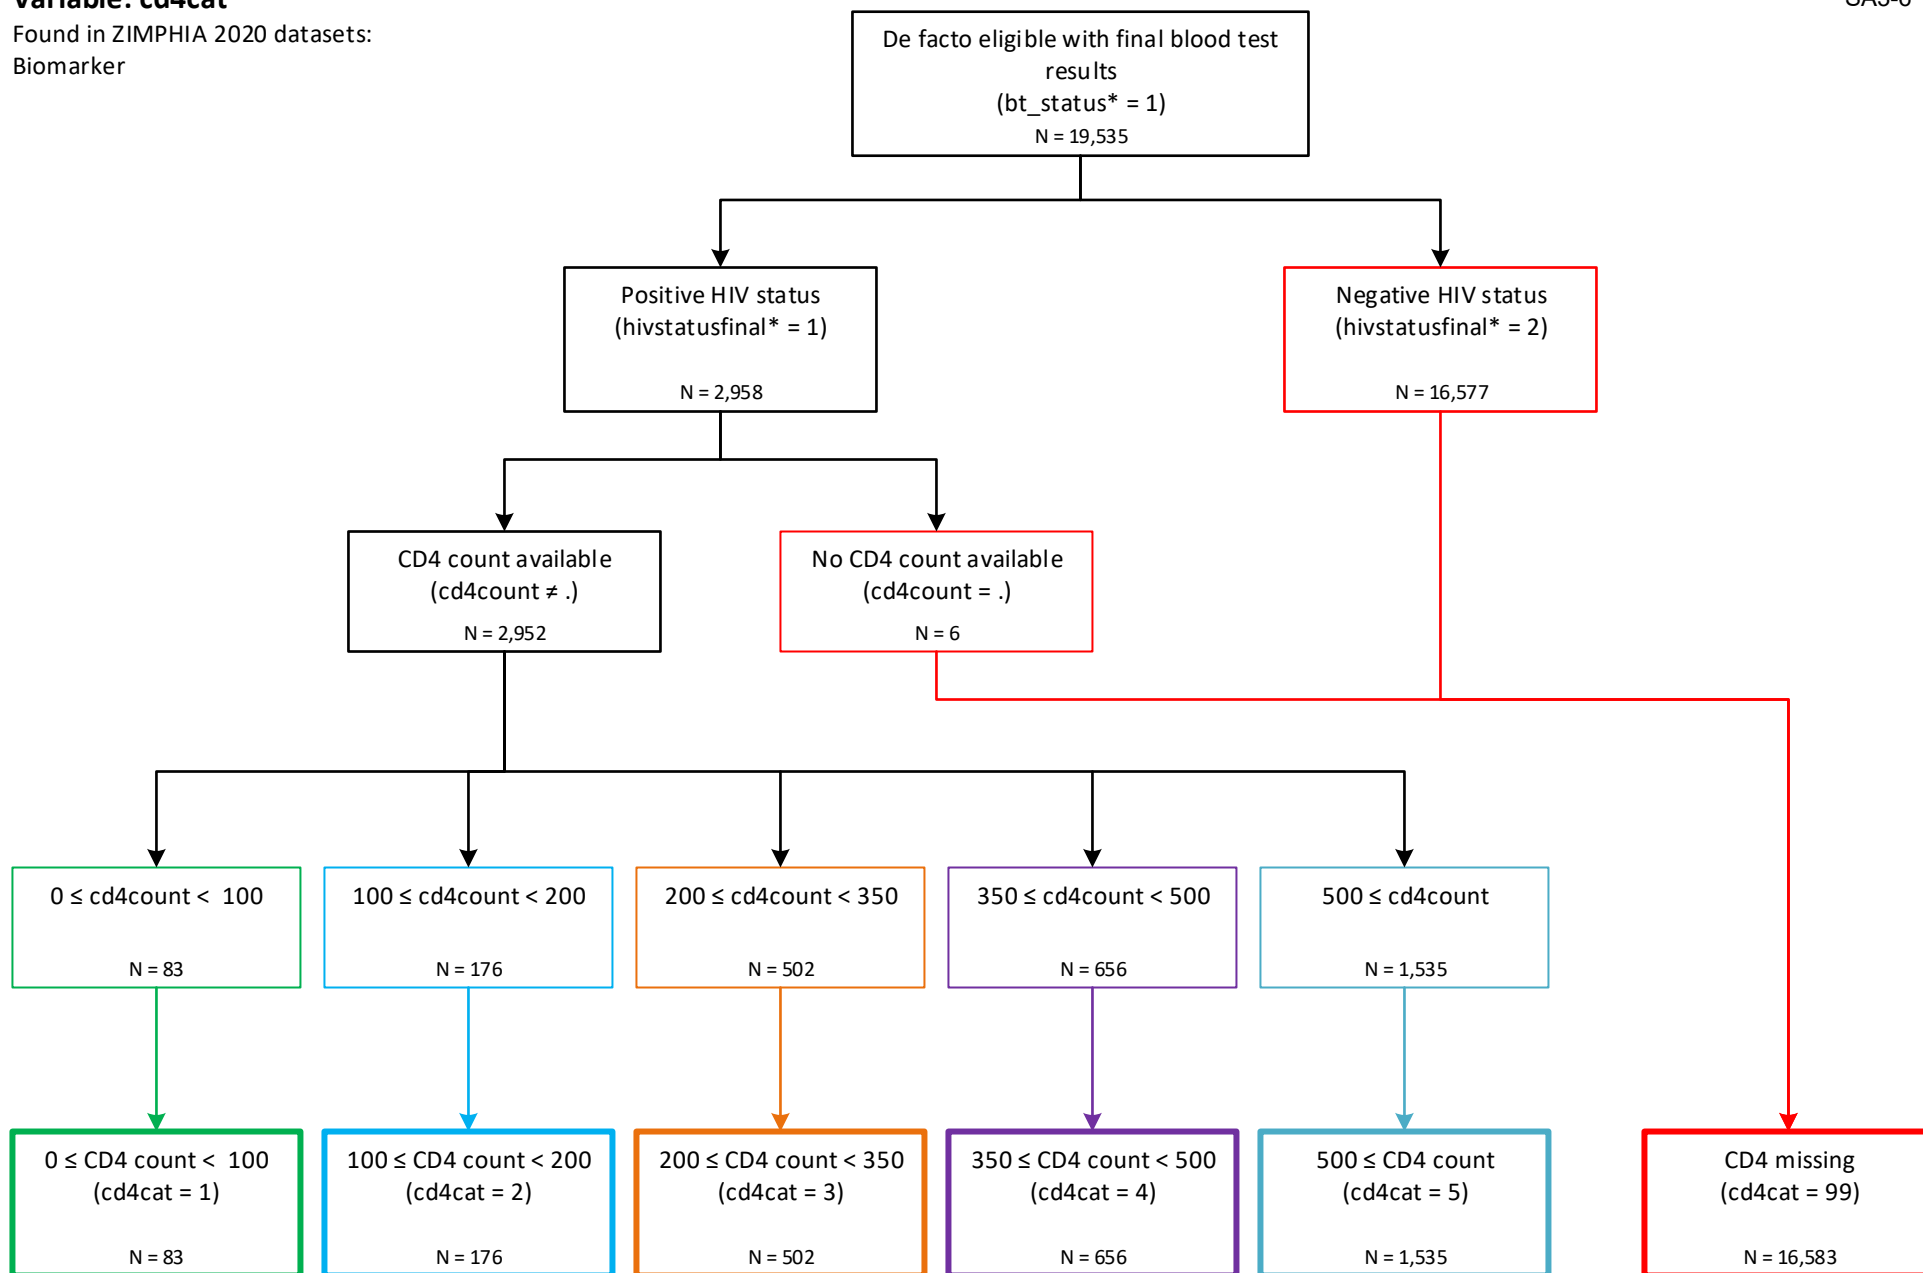 Variable: cd4cat
Found in ZIMPHIA 2020 datasets:
Biomarker
De facto eligible with final blood test
results
(bt_status* = 1)
N = 19,535
Positive HIV status
(hivstatusfinal* = 1)
N = 2,958
Negative HIV status
(hivstatusfinal* = 2)
N = 16,577
CD4 count available
(cd4count ≠ .)
N = 2,952
No CD4 count available
(cd4count = .)
N = 6
0 ≤ cd4count < 100
N = 83
100 ≤ cd4count < 200
N = 176
200 ≤ cd4count < 350
N = 502
350 ≤ cd4count < 500
N = 656
500 ≤ cd4count
N = 1,535
0 ≤ CD4 count < 100
(cd4cat = 1)
N = 83
100 ≤ CD4 count < 200
(cd4cat = 2)
N = 176
200 ≤ CD4 count < 350
(cd4cat = 3)
N = 502
350 ≤ CD4 count < 500
(cd4cat = 4)
N = 656
500 ≤ CD4 count
(cd4cat = 5)
N = 1,535
CD4 missing
(cd4cat = 99)
N = 16,583